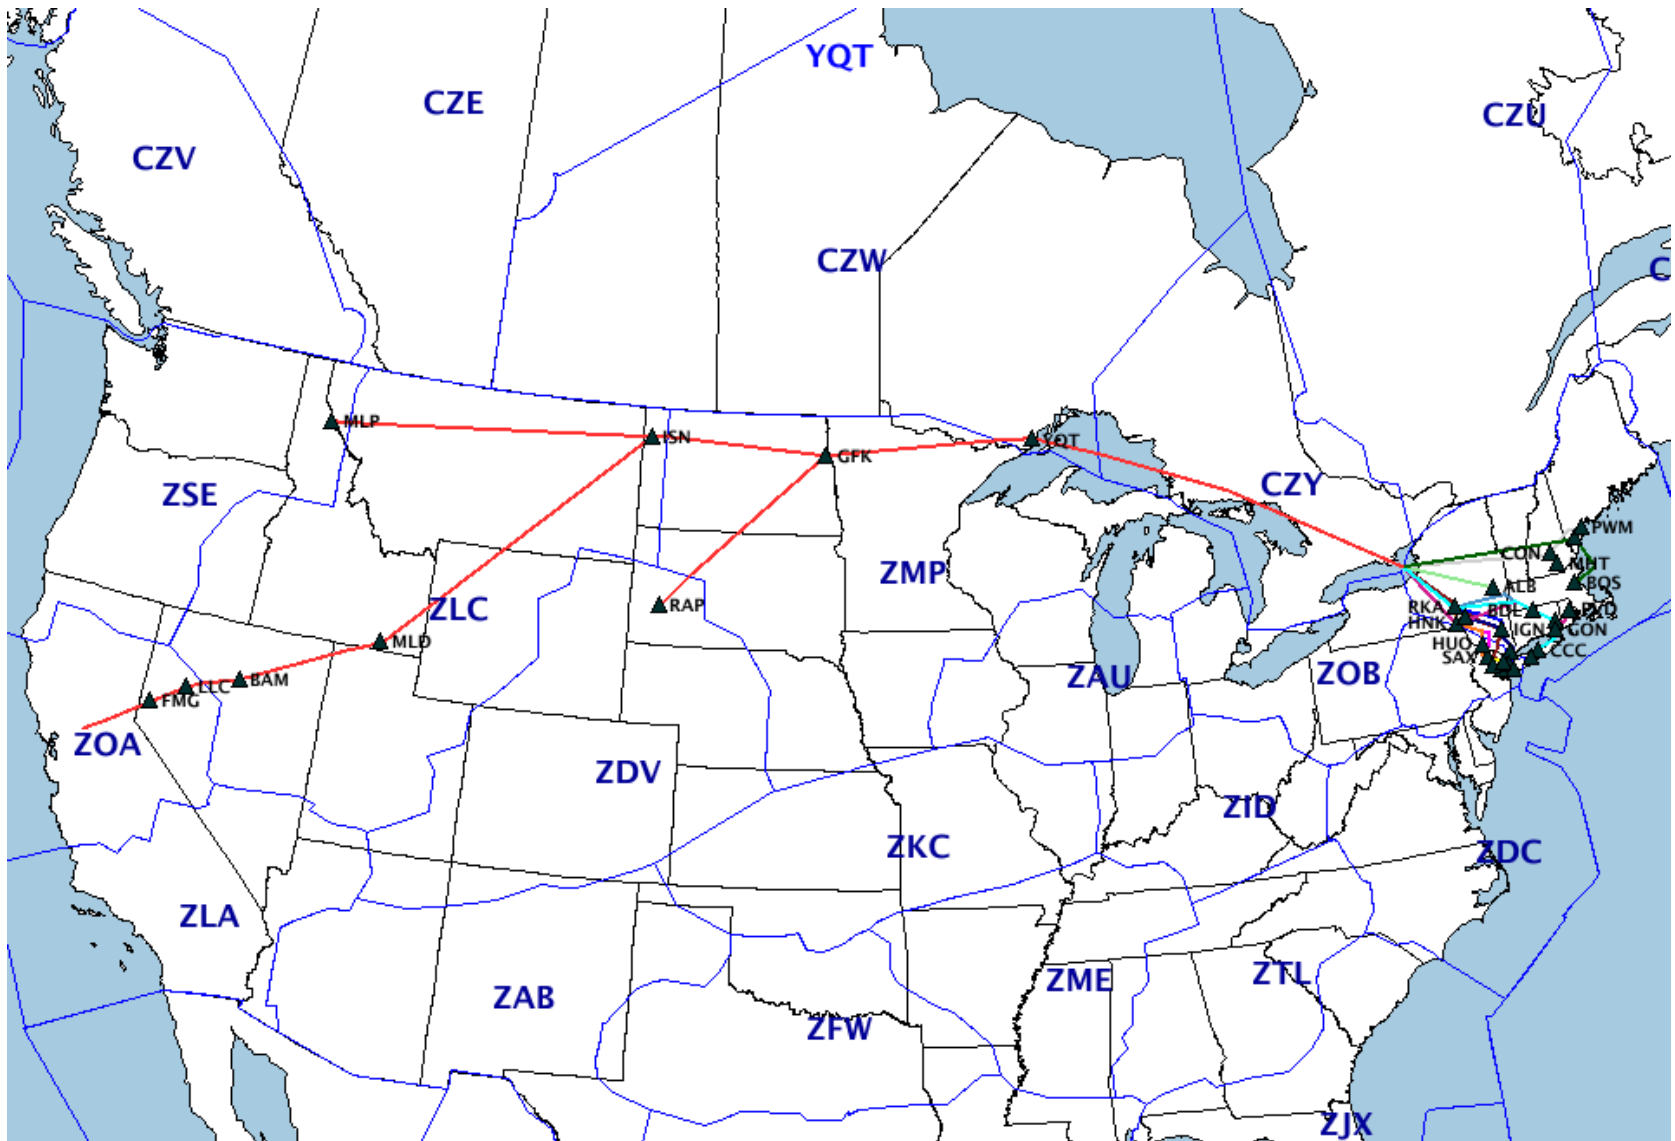 YQT
CZE
CZU
CZV
CZW
C
MLP
ISN
YQT
GFK
CZY
ZSE
PWM
CON
MHT
ZMP
BOS
ALB
ZLC
RAP
RKA
BDL
PVD
HNK
IGN
GON
MLD
HUO
CCC
SAX
ZAU
ZOB
LLC
BAM
FMG
ZOA
ZDV
ZID
ZKC
ZDC
ZLA
ZME
ZTL
ZAB
ZFW
ZJX